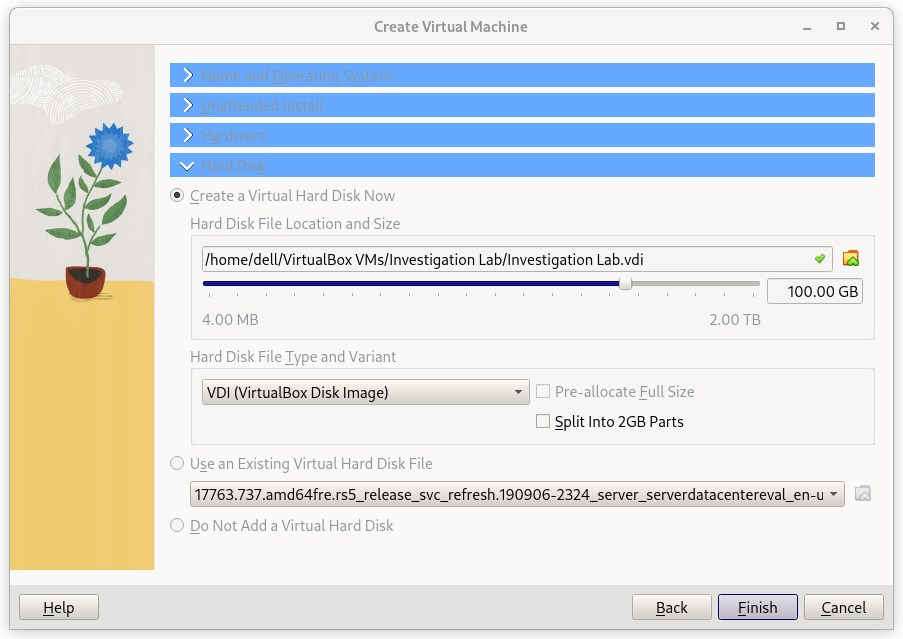 Create Virtual Machine
Name and Operating System
Unattended Install
Hardware
Hard Disk
Create a Virtual Hard Disk Now
Hard Disk File Location and Size
/home/dell/VirtualBox VMs/Investigation Lab/Investigation Lab.vdi
100.00 GB
4.00 MB 2.00 TB
Hard Disk File Type and Variant
VDI (VirtualBox Disk Image) Pre-allocate Full Size
Split Into 2GB Parts
Use an Existing Virtual Hard Disk File
17763.737.amd64fre.rs5_release_svc_refresh.190906-2324_server_serverdatacentereval_en-u
Do Not Add a Virtual Hard Disk
Help Back Finish Cancel